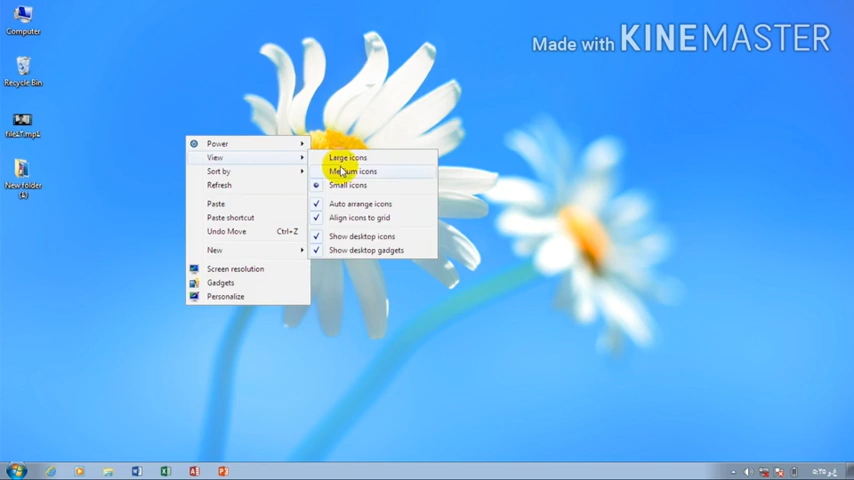 Computer
Made with KINEMASTER
Recycle Bin
New folder
Power
View
Sort by
Refresh
Paste
Paste shortcut
Undo Move Ctrl+Z
New
Screen resolution
Gadgets
Personalize
Large icons
Medium icons
Small icons
Auto arrange icons
Align icons to grid
Show desktop icons
Show desktop gadgets